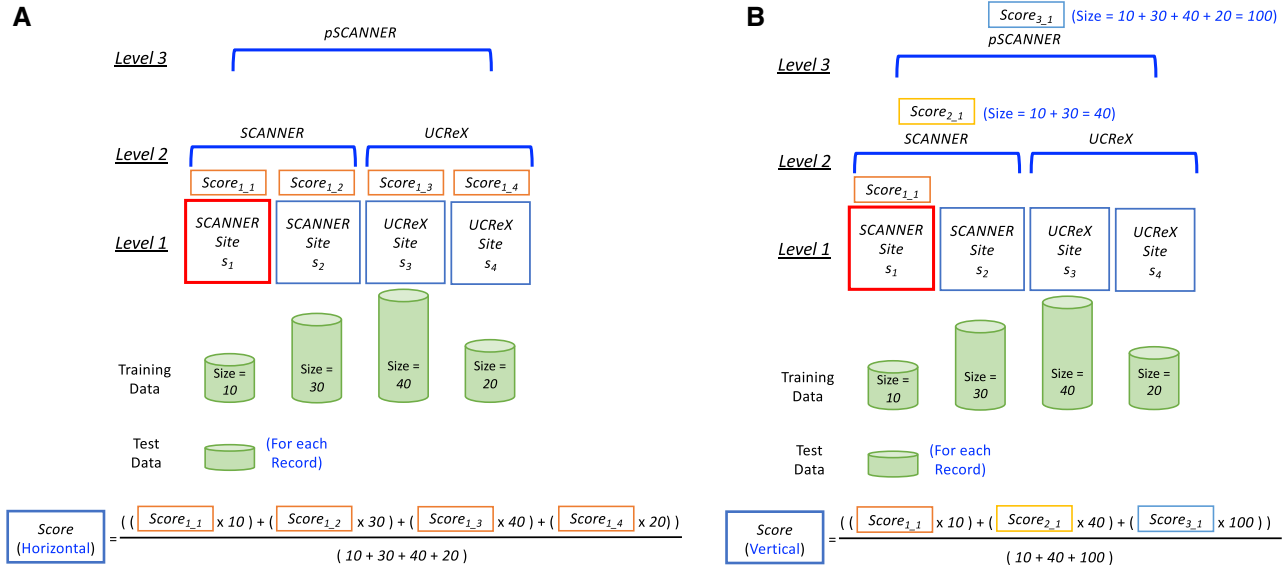 A
pSCANNER
Level 3
SCANNER UCReX
Level 2
Score1_1 Score1_2 Score1_3 Score1_4
Level 1
SCANNER Site s1
SCANNER Site s2
UCReX Site s3
UCReX Site s4
Training Data
Size = 10
Size = 30
Size = 40
Size = 20
Test Data
(For each Record)
Score (Horizontal) = ( ( Score1_1 x 10 ) + ( Score1_2 x 30 ) + ( Score1_3 x 40 ) + ( Score1_4 x 20) )
( 10 + 30 + 40 + 20 )
B
Score3_1 (Size = 10 + 30 + 40 + 20 = 100)
pSCANNER
Level 3
Score2_1 (Size = 10 + 30 = 40)
SCANNER UCReX
Level 2
Score1_1
Level 1
SCANNER Site s1
SCANNER Site s2
UCReX Site s3
UCReX Site s4
Training Data
Size = 10
Size = 30
Size = 40
Size = 20
Test Data
(For each Record)
Score (Vertical) = ( ( Score1_1 x 10 ) + ( Score2_1 x 40 ) + ( Score3_1 x 100 ) )
( 10 + 40 + 100 )